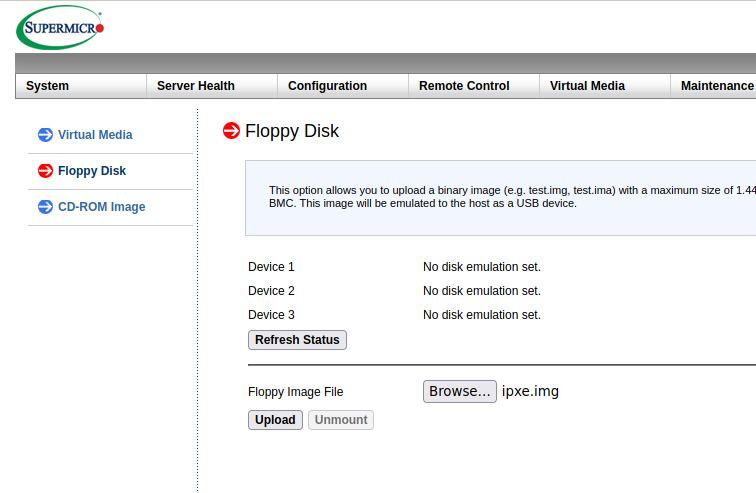 SUPERMICRO
System Server Health Configuration Remote Control Virtual Media Maintenance
Virtual Media
Floppy Disk
CD-ROM Image
Floppy Disk
This option allows you to upload a binary image (e.g. test.img, test.ima) with a maximum size of 1.44
BMC. This image will be emulated to the host as a USB device.
Device 1 No disk emulation set.
Device 2 No disk emulation set.
Device 3 No disk emulation set.
Refresh Status
Floppy Image File Browse... ipxe.img
Upload Unmount